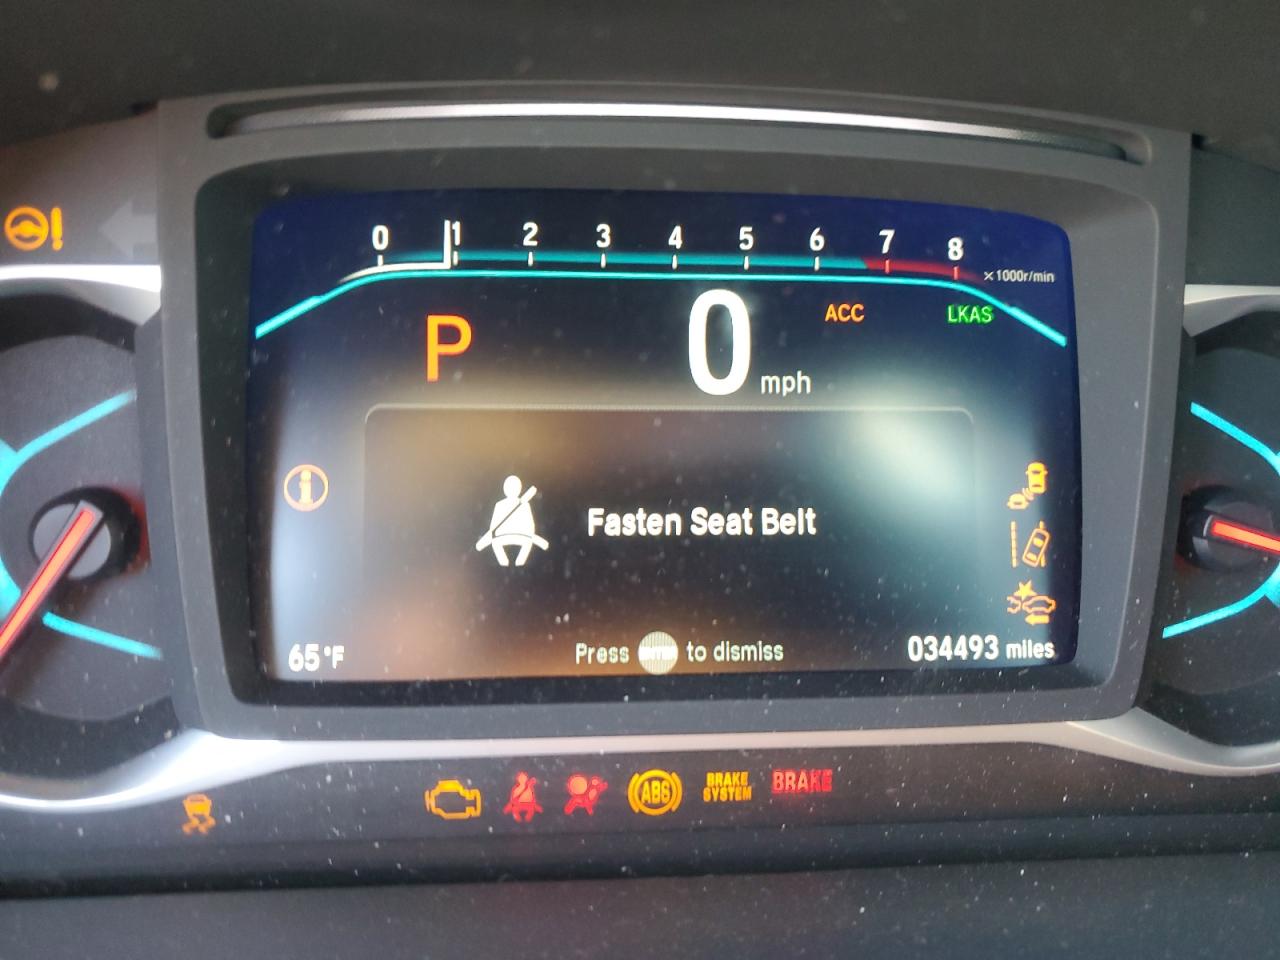 0 1 2 3 4 5 6 7 8
×1000r/min
P 0 mph ACC LKAS
Fasten Seat Belt
65°F Press ENTER to dismiss 034493 miles
ABS BRAKE SYSTEM BRAKE